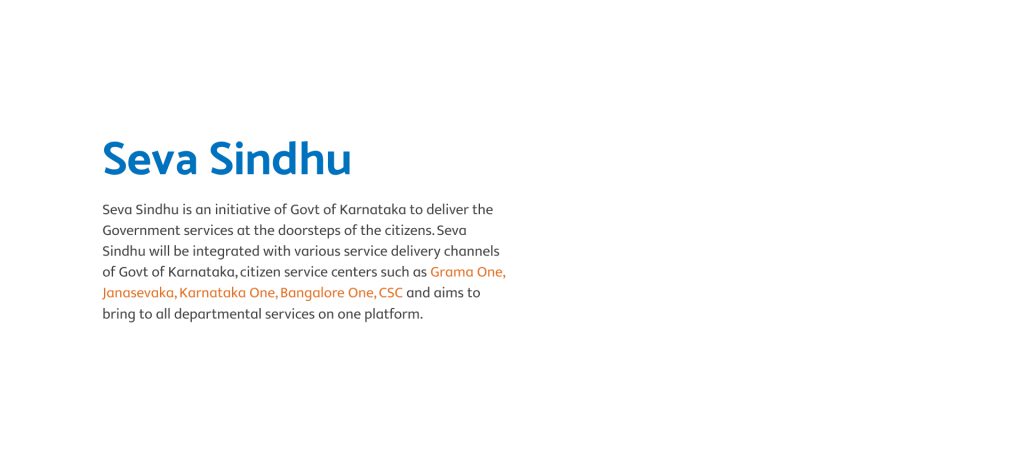 Seva Sindhu
Seva Sindhu is an initiative of Govt of Karnataka to deliver the
Government services at the doorsteps of the citizens. Seva
Sindhu will be integrated with various service delivery channels
of Govt of Karnataka, citizen service centers such as Grama One,
Janasevaka, Karnataka One, Bangalore One, CSC and aims to
bring to all departmental services on one platform.